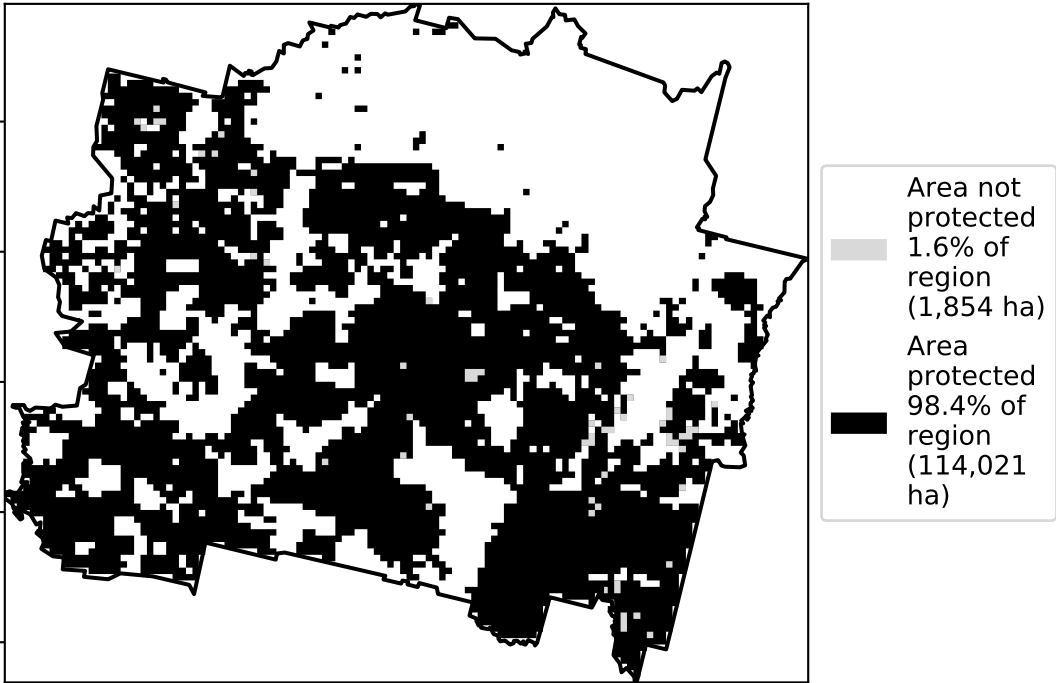 Area not
protected
1.6% of
region
(1,854 ha)
Area
protected
98.4% of
region
(114,021
ha)